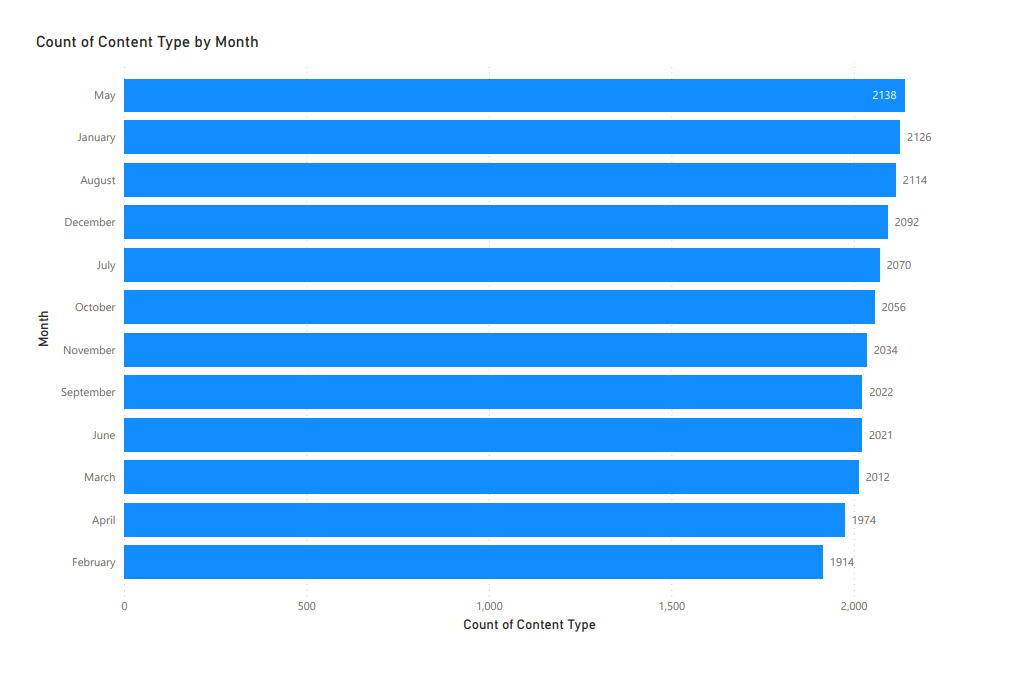 Count of Content Type by Month
Month
May 2138
January 2126
August 2114
December 2092
July 2070
October 2056
November 2034
September 2022
June 2021
March 2012
April 1974
February 1914
0 500 1,000 1,500 2,000
Count of Content Type